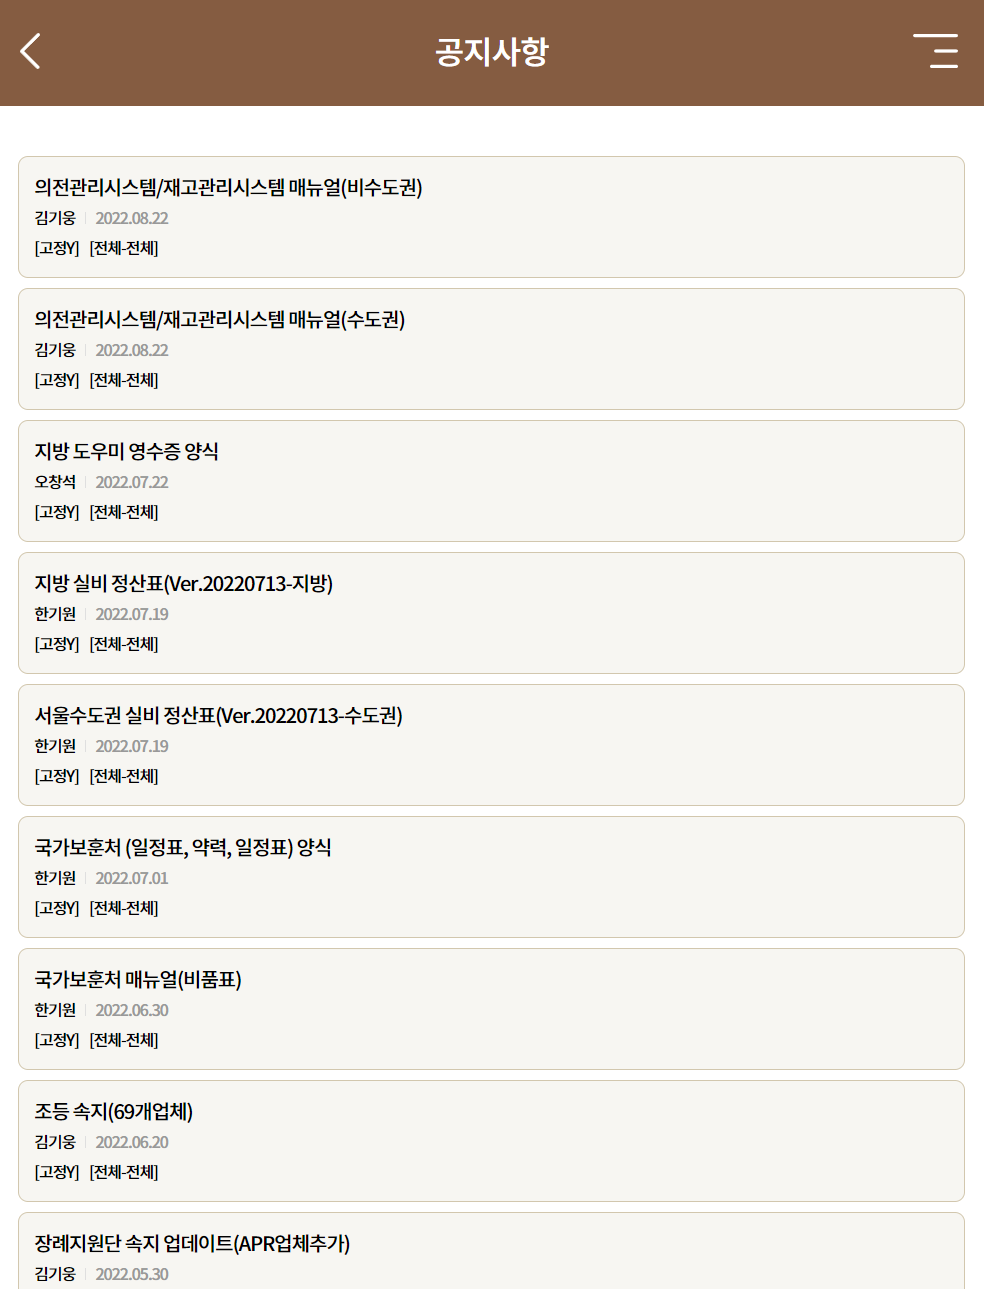 공지사항
의전관리시스템/재고관리시스템 매뉴얼(비수도권)
김기웅 2022.08.22
[고정Y] [전체-전체]
의전관리시스템/재고관리시스템 매뉴얼(수도권)
김기웅 2022.08.22
[고정Y] [전체-전체]
지방 도우미 영수증 양식
오창석 2022.07.22
[고정Y] [전체-전체]
지방 실비 정산표(Ver.20220713-지방)
한기원 2022.07.19
[고정Y] [전체-전체]
서울수도권 실비 정산표(Ver.20220713-수도권)
한기원 2022.07.19
[고정Y] [전체-전체]
국가보훈처 (일정표, 약력, 일정표) 양식
한기원 2022.07.01
[고정Y] [전체-전체]
국가보훈처 매뉴얼(비품표)
한기원 2022.06.30
[고정Y] [전체-전체]
조등 속지(69개업체)
김기웅 2022.06.20
[고정Y] [전체-전체]
장례지원단 속지 업데이트(APR업체추가)
김기웅 2022.05.30